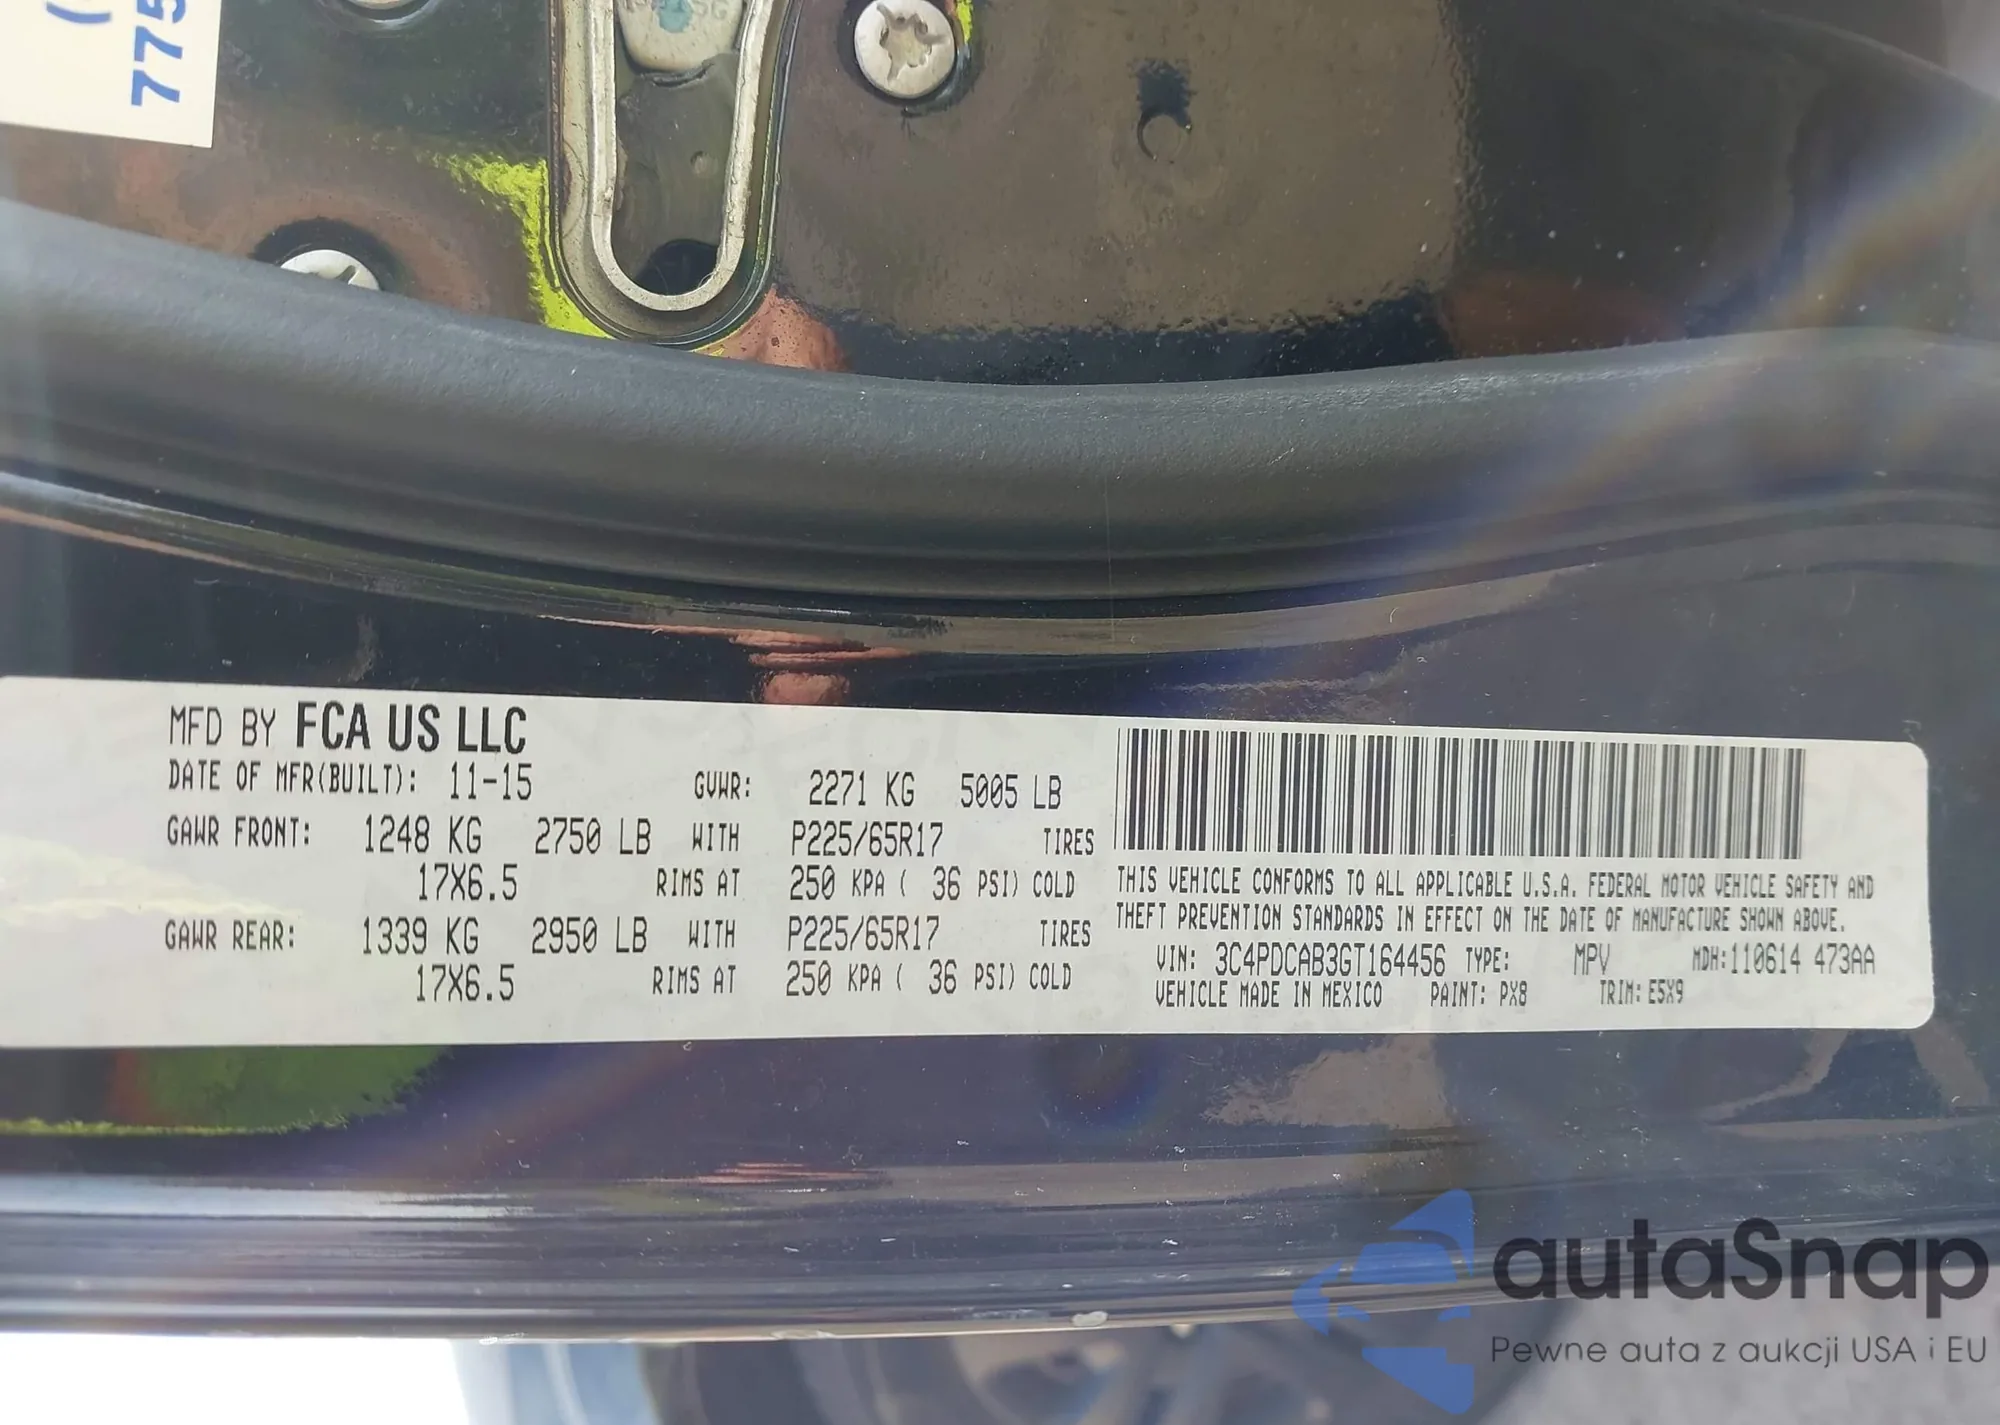 775
MFD BY FCA US LLC
DATE OF MFR(BUILT): 11-15 GVWR: 2271 KG 5005 LB
GAWR FRONT: 1248 KG 2750 LB WITH P225/65R17 TIRES
17X6.5 RIMS AT 250 KPA ( 36 PSI) COLD
GAWR REAR: 1339 KG 2950 LB WITH P225/65R17 TIRES
17X6.5 RIMS AT 250 KPA ( 36 PSI) COLD
THIS VEHICLE CONFORMS TO ALL APPLICABLE U.S.A. FEDERAL MOTOR VEHICLE SAFETY AND
THEFT PREVENTION STANDARDS IN EFFECT ON THE DATE OF MANUFACTURE SHOWN ABOVE.
VIN: 3C4PDCAB3GT164456 TYPE: MPV MDH:110614 473AA
VEHICLE MADE IN MEXICO PAINT: PX8 TRIM: E5X9
autaSnap
Pewne auta z aukcji USA i EU